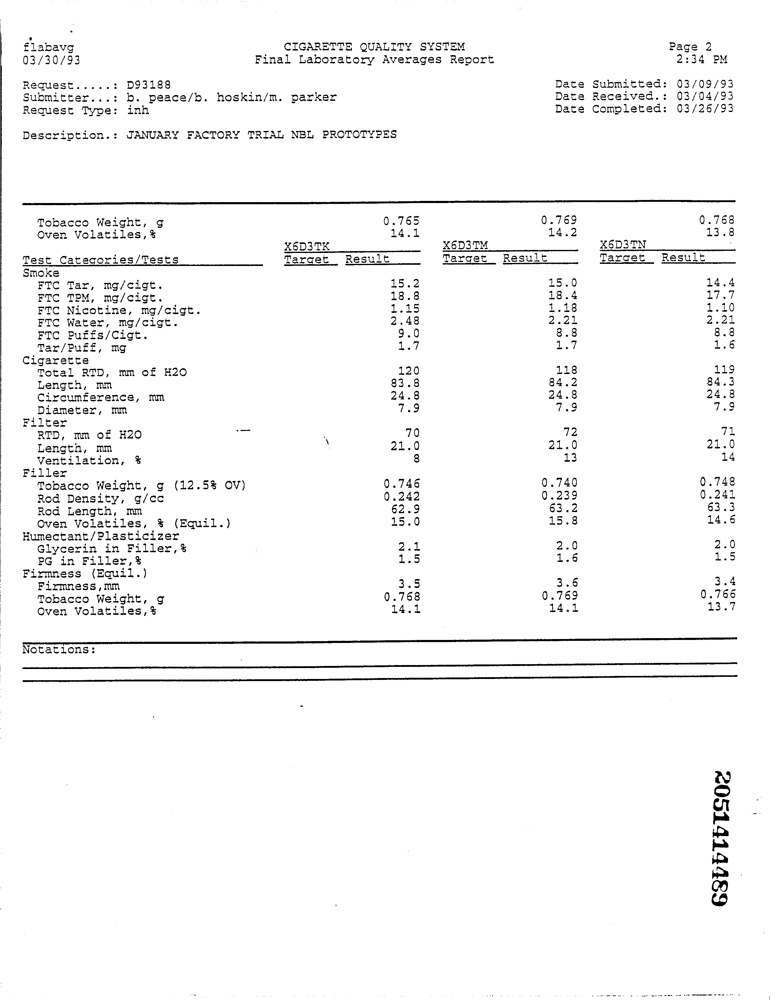 flabavg CIGARETTE QUALITY SYSTEM Page 2
03/30/93 Final Laboratory Averages Report 2:34 PM
Request.....: D93188 Date Submitted: 03/09/93
Submitter...: b. peace/b. hoskin/m. parker Date Received.: 03/04/93
Request Type: inh Date Completed: 03/26/93
Description.: JANUARY FACTORY TRIAL NBL PROTOTYPES
Tobacco Weight, g 0.765 0.769 0.768
Oven Volatiles,% 14.1 14.2 13.8
X6D3TK X6D3TM X6D3TN
Test Categories/Tests Target Result Target Result Target Result
Smoke
FTC Tar, mg/cigt. 15.2 15.0 14.4
FTC TPM, mg/cigt. 18.8 18.4 17.7
FTC Nicotine, mg/cigt. 1.15 1.18 1.10
FTC Water, mg/cigt. 2.48 2.21 2.21
FTC Puffs/Cigt. 9.0 8.8 8.8
Tar/Puff, mg 1.7 1.7 1.6
Cigarette
Total RTD, mm of H2O 120 118 119
Length, mm 83.8 84.2 84.3
Circumference, mm 24.8 24.8 24.8
Diameter, mm 7.9 7.9 7.9
Filter
RTD, mm of H2O 70 72 71
Length, mm 21.0 21.0 21.0
Ventilation, % 8 13 14
Filler
Tobacco Weight, g (12.5% OV) 0.746 0.740 0.748
Rod Density, g/cc 0.242 0.239 0.241
Rod Length, mm 62.9 63.2 63.3
Oven Volatiles, % (Equil.) 15.0 15.8 14.6
Humectant/Plasticizer
Glycerin in Filler,% 2.1 2.0 2.0
PG in Filler,% 1.5 1.6 1.5
Firmness (Equil.)
Firmness,mm 3.5 3.6 3.4
Tobacco Weight, g 0.768 0.769 0.766
Oven Volatiles,% 14.1 14.1 13.7
Notations:
2051414489